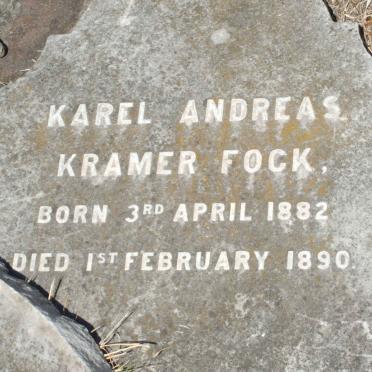 KAREL ANDREAS
KRAMER FOCK,
BORN 3RD APRIL 1882
DIED 1ST FEBRUARY 1890.